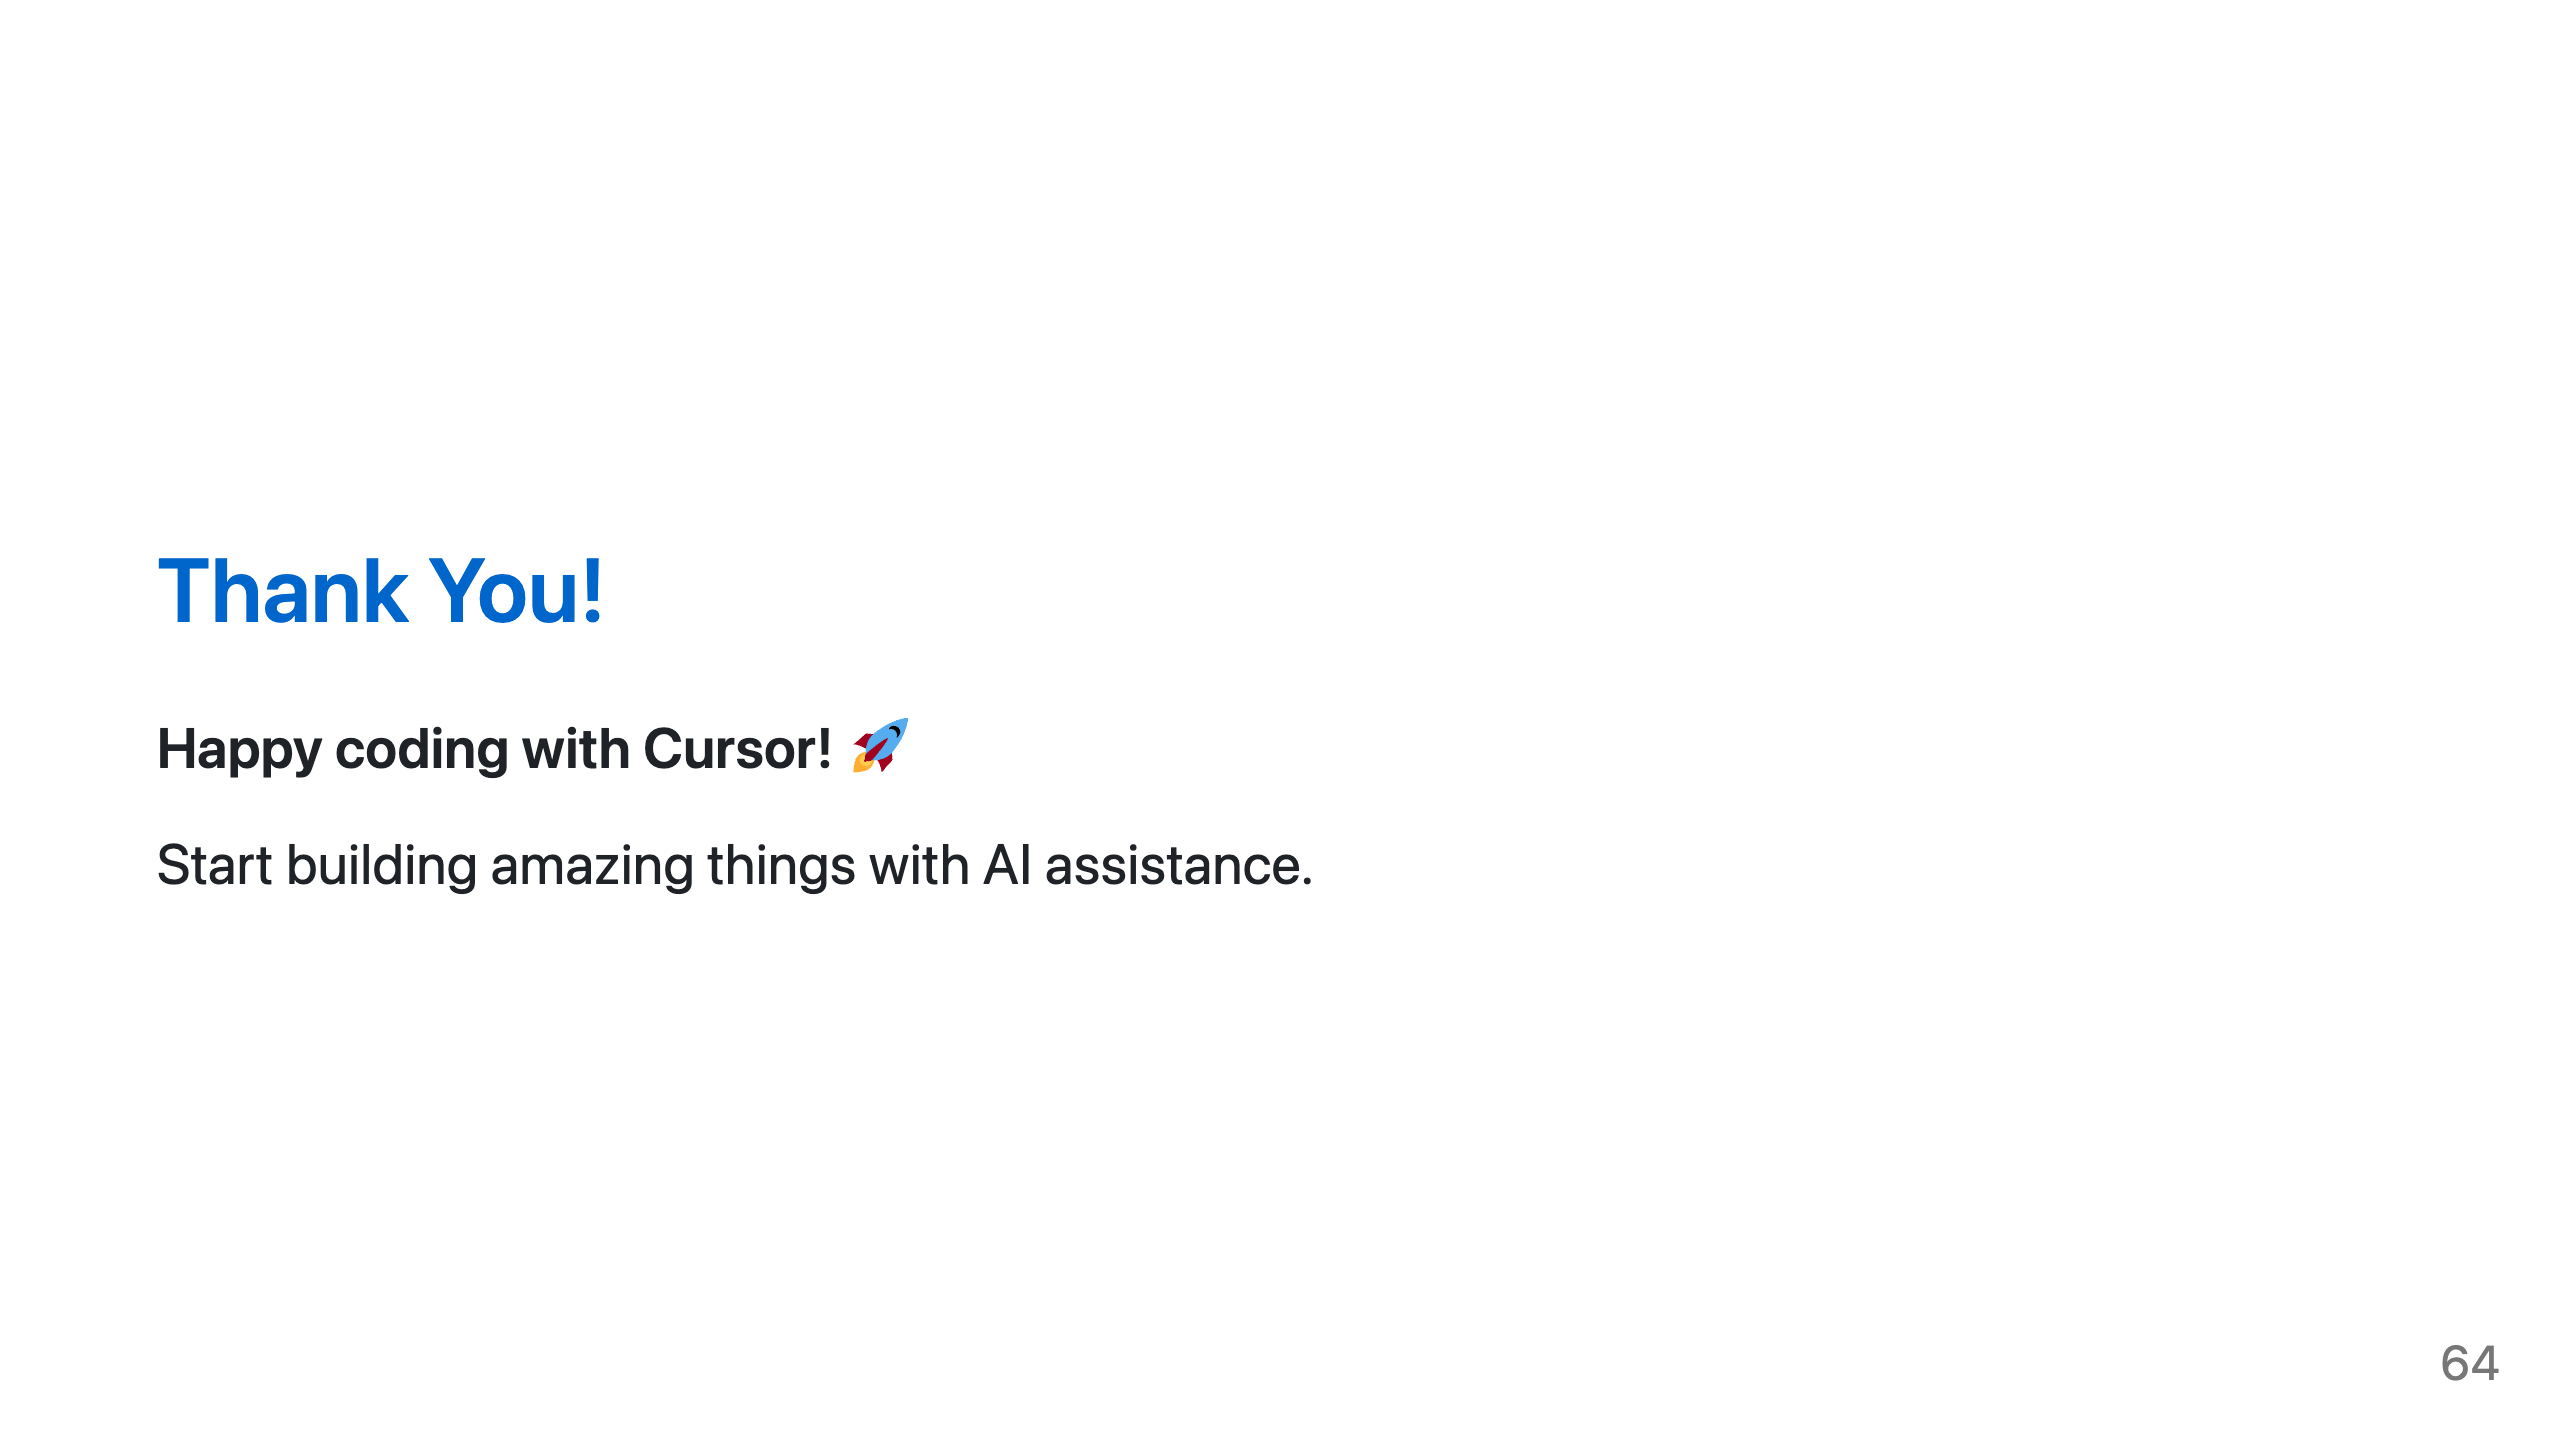 Thank You!
Happy coding with Cursor! 🚀
Start building amazing things with AI assistance.
64